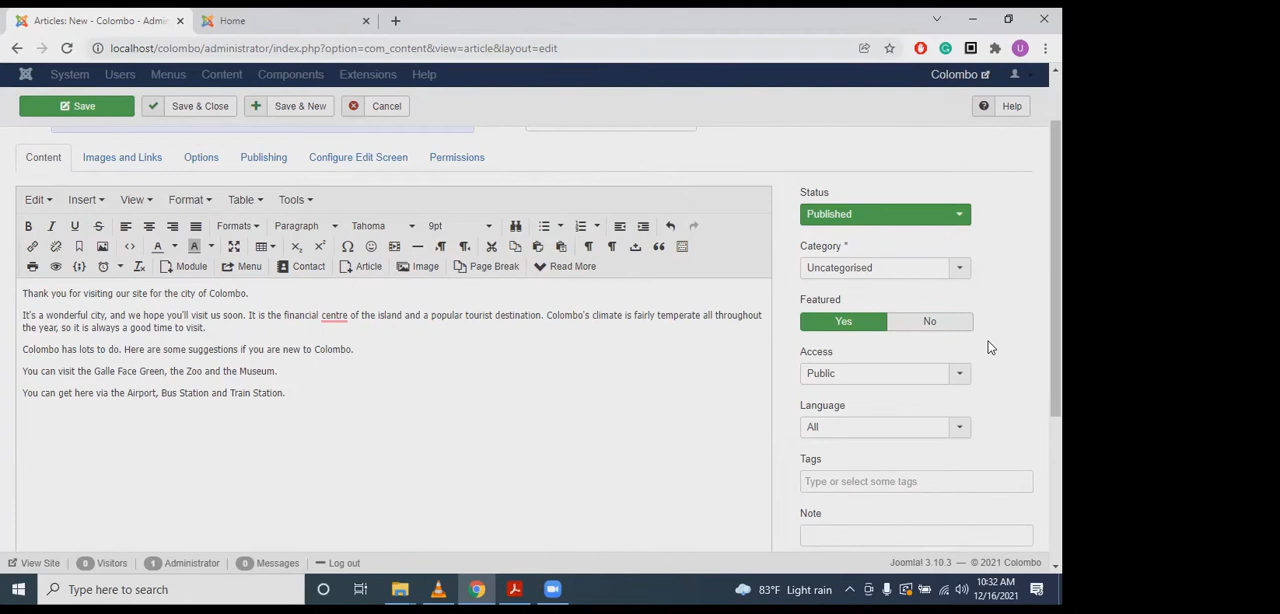 Articles: New - Colombo - Admi
Home
localhost/colombo/administrator/index.php?option=com_content&view=article&layout=edit
U
System Users Menus Content Components Extensions Help Colombo
Save Save & Close Save & New Cancel Help
Content Images and Links Options Publishing Configure Edit Screen Permissions
Edit Insert View Format Table Tools
B I U S Formats Paragraph Tahoma 9pt
Module Menu Contact Article Image Page Break Read More
Thank you for visiting our site for the city of Colombo.
It's a wonderful city, and we hope you'll visit us soon. It is the financial centre of the island and a popular tourist destination. Colombo's climate is fairly temperate all throughout
the year, so it is always a good time to visit.
Colombo has lots to do. Here are some suggestions if you are new to Colombo.
You can visit the Galle Face Green, the Zoo and the Museum.
You can get here via the Airport, Bus Station and Train Station.
Status
Published
Category *
Uncategorised
Featured
Yes No
Access
Public
Language
All
Tags
Type or select some tags
Note
View Site 0 Visitors 1 Administrator 0 Messages Log out Joomla! 3.10.3 — © 2021 Colombo
Type here to search 83°F Light rain 10:32 AM
12/16/2021